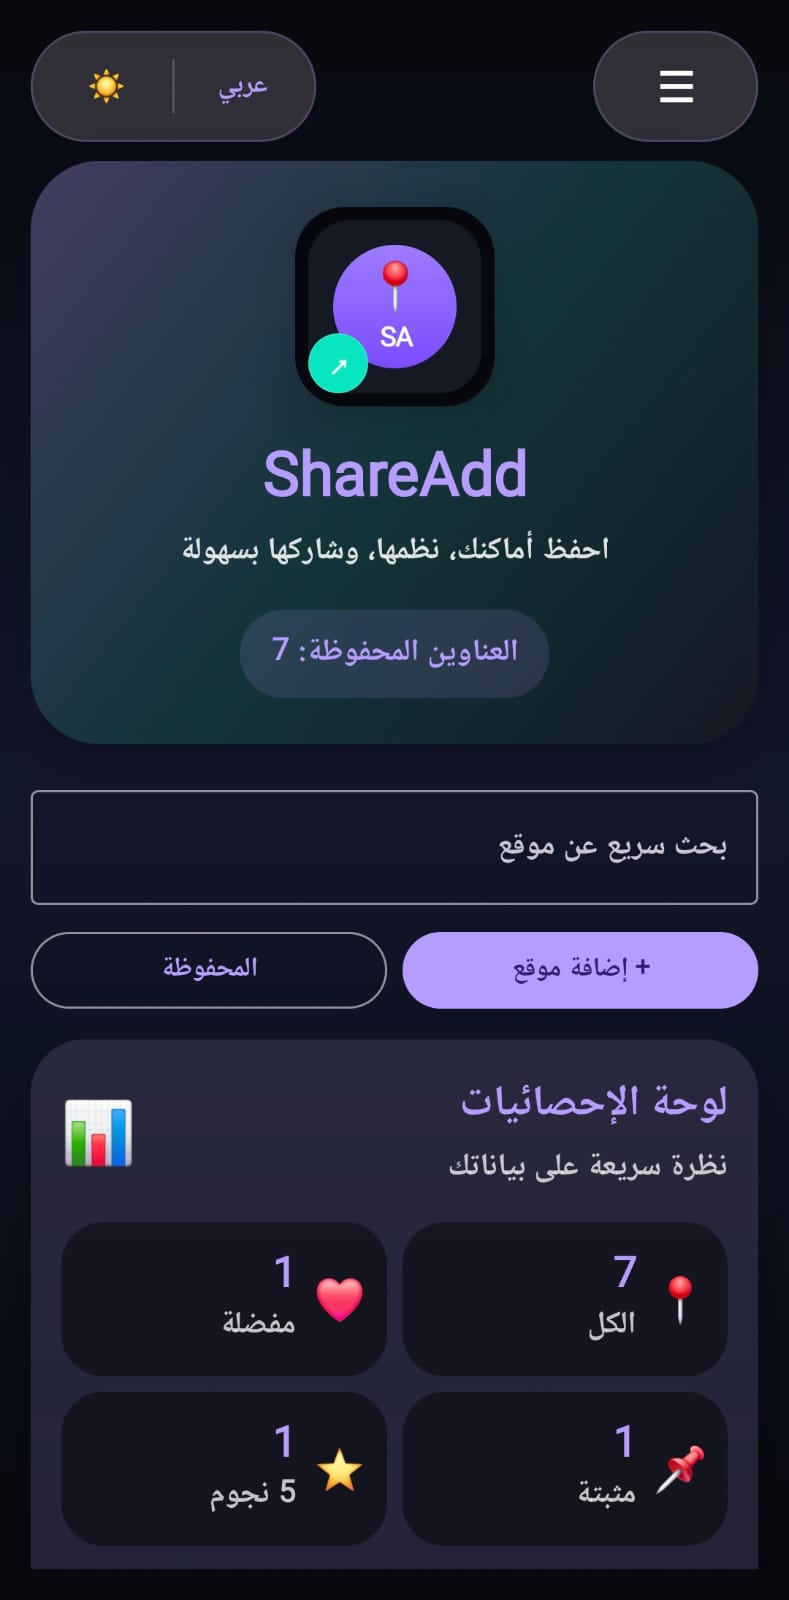 عربي
SA
ShareAdd
احفظ أماكنك، نظمها، وشاركها بسهولة
العناوين المحفوظة: 7
بحث سريع عن موقع
+ إضافة موقع
المحفوظة
لوحة الإحصائيات
نظرة سريعة على بياناتك
7
الكل
1
مفضلة
1
مثبتة
1
5 نجوم